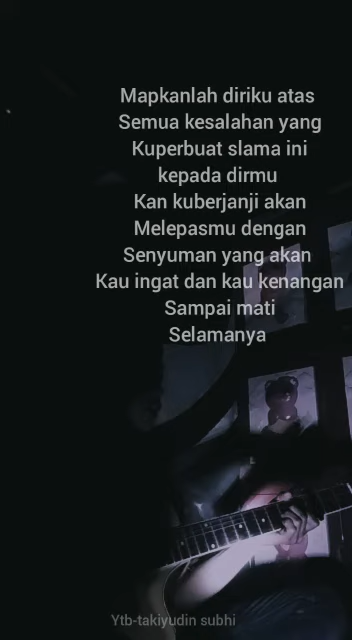 Mapkanlah diriku atas
Semua kesalahan yang
Kuperbuat slama ini
kepada dirmu
Kan kuberjanji akan
Melepasmu dengan
Senyuman yang akan
Kau ingat dan kau kenangan
Sampai mati
Selamanya
Ytb-takiyudin subhi